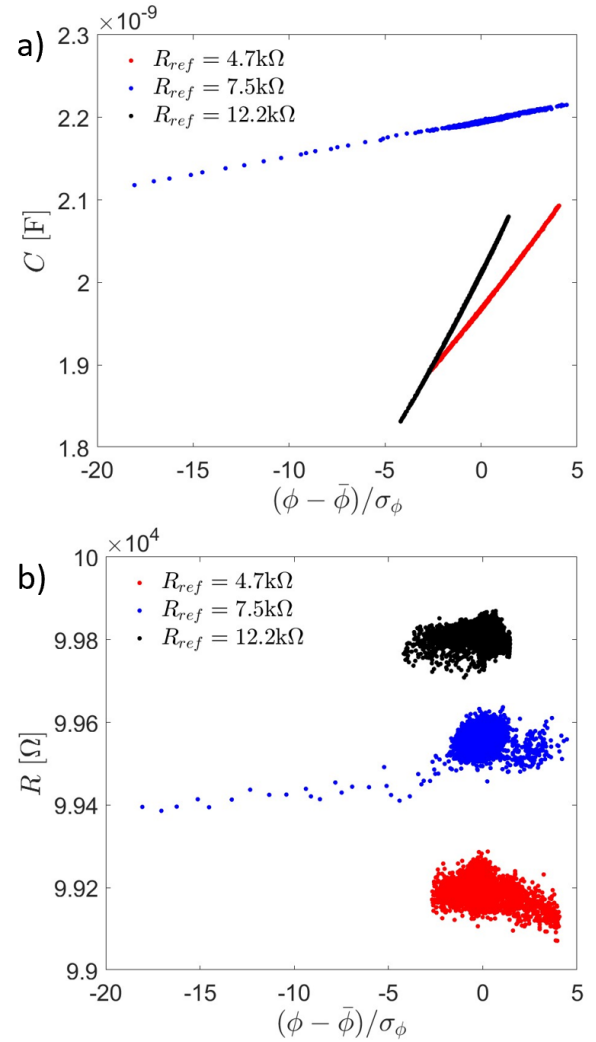 a)
×10⁻⁹
2.3
R_ref = 4.7kΩ
R_ref = 7.5kΩ
R_ref = 12.2kΩ
2.2
2.1
C [F]
2
1.9
1.8
-20 -15 -10 -5 0 5
(ϕ − ϕ̄)/σ_ϕ
b)
×10⁴
10
R_ref = 4.7kΩ
R_ref = 7.5kΩ
R_ref = 12.2kΩ
9.98
9.96
R [Ω]
9.94
9.92
9.9
-20 -15 -10 -5 0 5
(ϕ − ϕ̄)/σ_ϕ